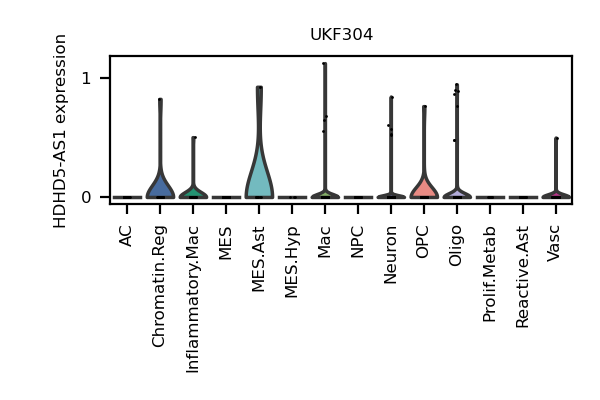 UKF304
HDHD5-AS1 expression
1
0
AC
Chromatin.Reg
Inflammatory.Mac
MES
MES.Ast
MES.Hyp
Mac
NPC
Neuron
OPC
Oligo
Prolif.Metab
Reactive.Ast
Vasc